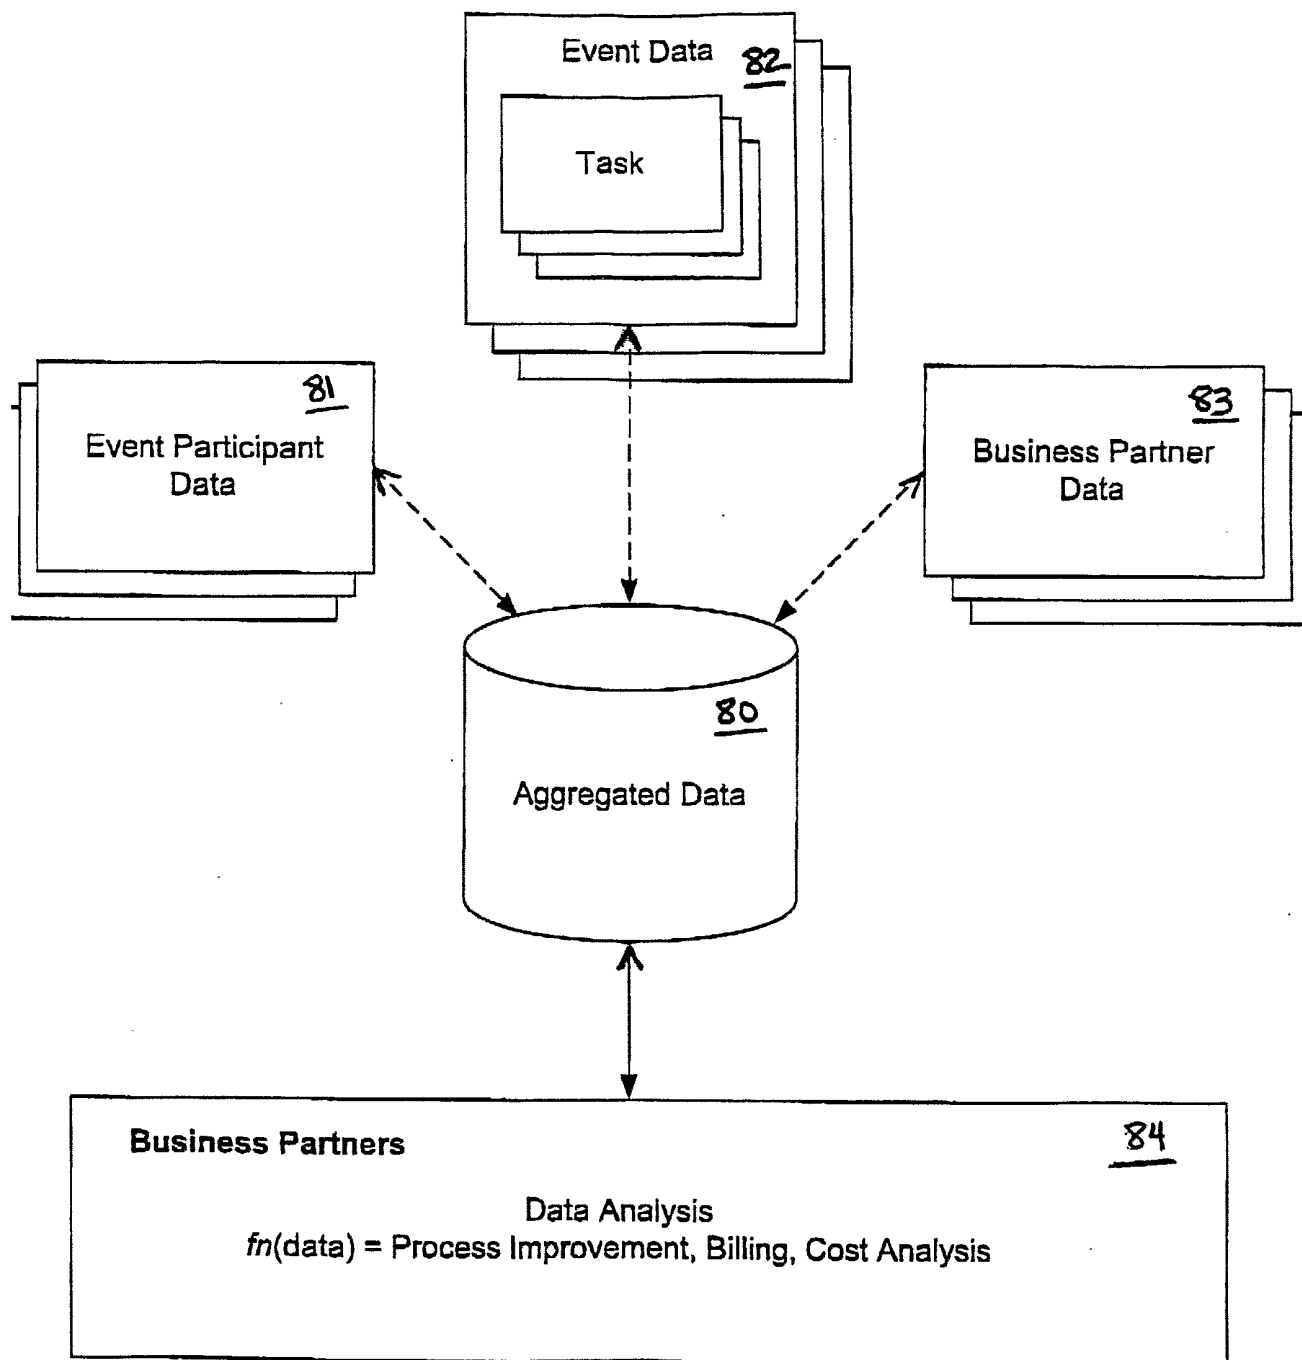 Event Data
82
Task
81
Event Participant
Data
83
Business Partner
Data
80
Aggregated Data
Business Partners
84
Data Analysis
fn(data) = Process Improvement, Billing, Cost Analysis